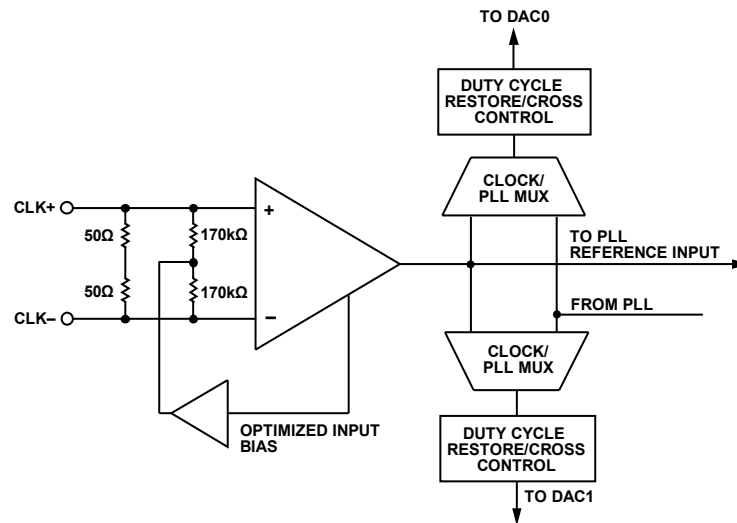 TO DAC0
DUTY CYCLE
RESTORE/CROSS
CONTROL
CLOCK/
PLL MUX
CLK+
50Ω
170kΩ
+
TO PLL
REFERENCE INPUT
50Ω
170kΩ
FROM PLL
CLK–
–
CLOCK/
PLL MUX
OPTIMIZED INPUT
BIAS
DUTY CYCLE
RESTORE/CROSS
CONTROL
TO DAC1